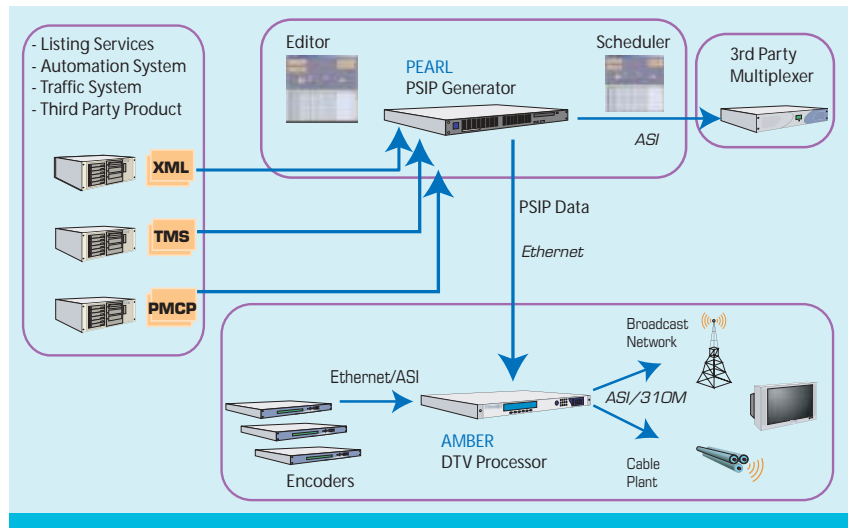 - Listing Services
- Automation System
- Traffic System
- Third Party Product
XML
TMS
PMCP
Editor
PEARL
PSIP Generator
Scheduler
ASI
3rd Party
Multiplexer
PSIP Data
Ethernet
Ethernet/ASI
Encoders
AMBER
DTV Processor
Broadcast
Network
ASI/310M
Cable
Plant